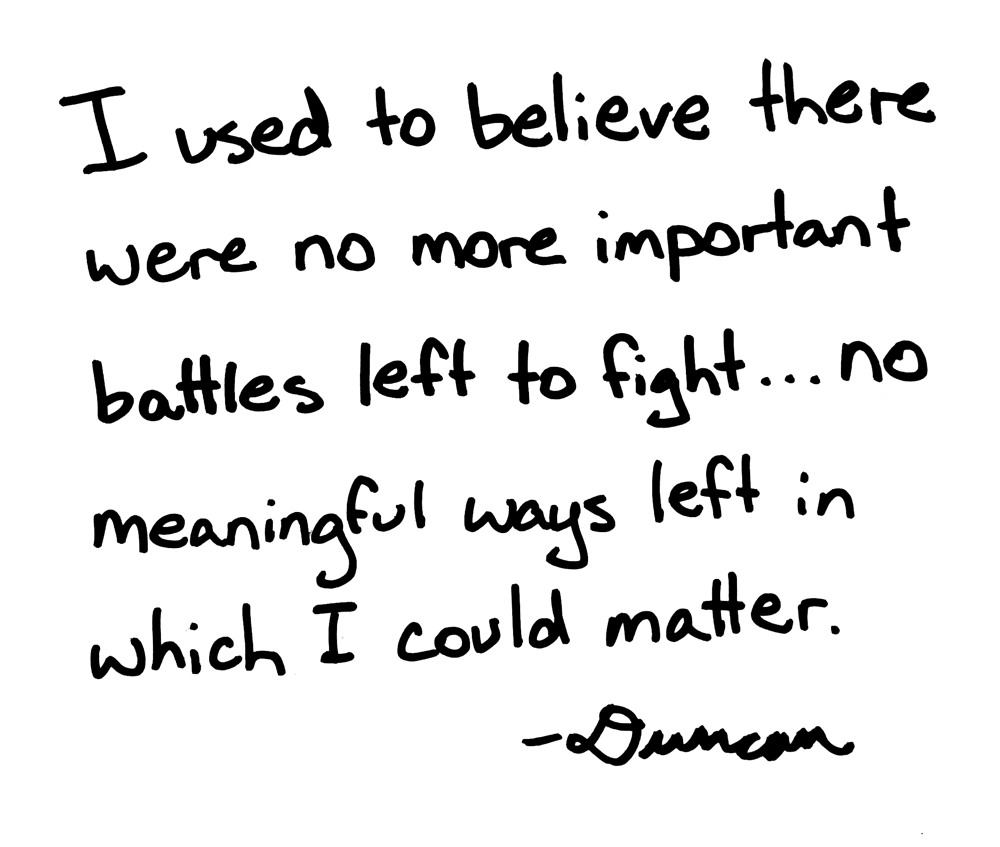 I used to believe there
were no more important
battles left to fight...no
meaningful ways left in
which I could matter.
-Duncan